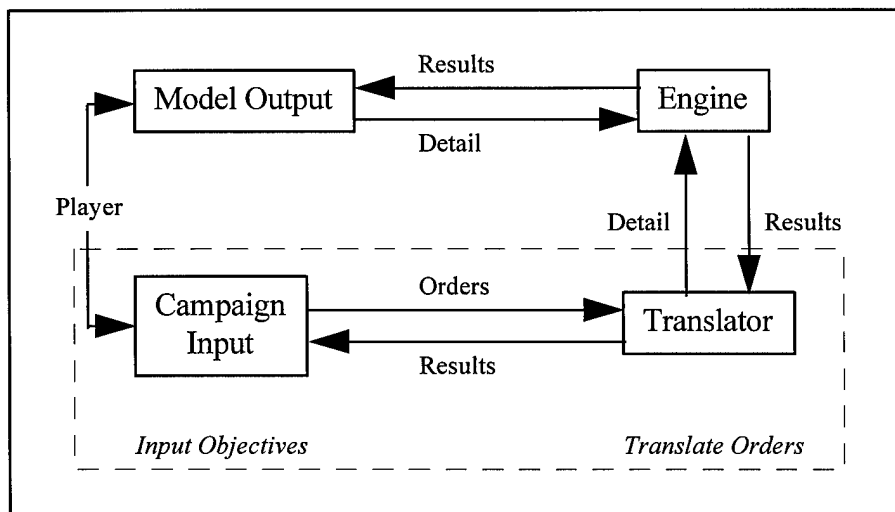 Results
Model Output
Engine
Detail
Player
Detail
Results
Campaign
Input
Orders
Translator
Results
Input Objectives
Translate Orders